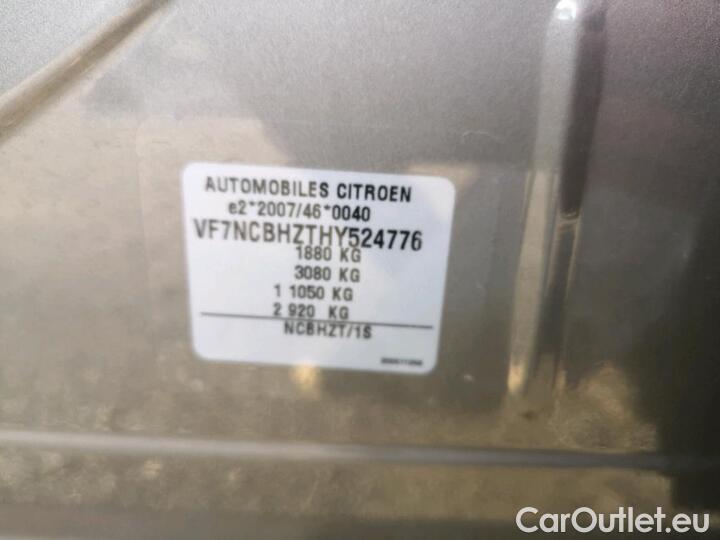 AUTOMOBILES CITROEN
e2*2007/46*0040
VF7NCBHZTHY524776
1880 KG
3080 KG
1 1050 KG
2 920 KG
NCBHZT/1S
CarOutlet.eu